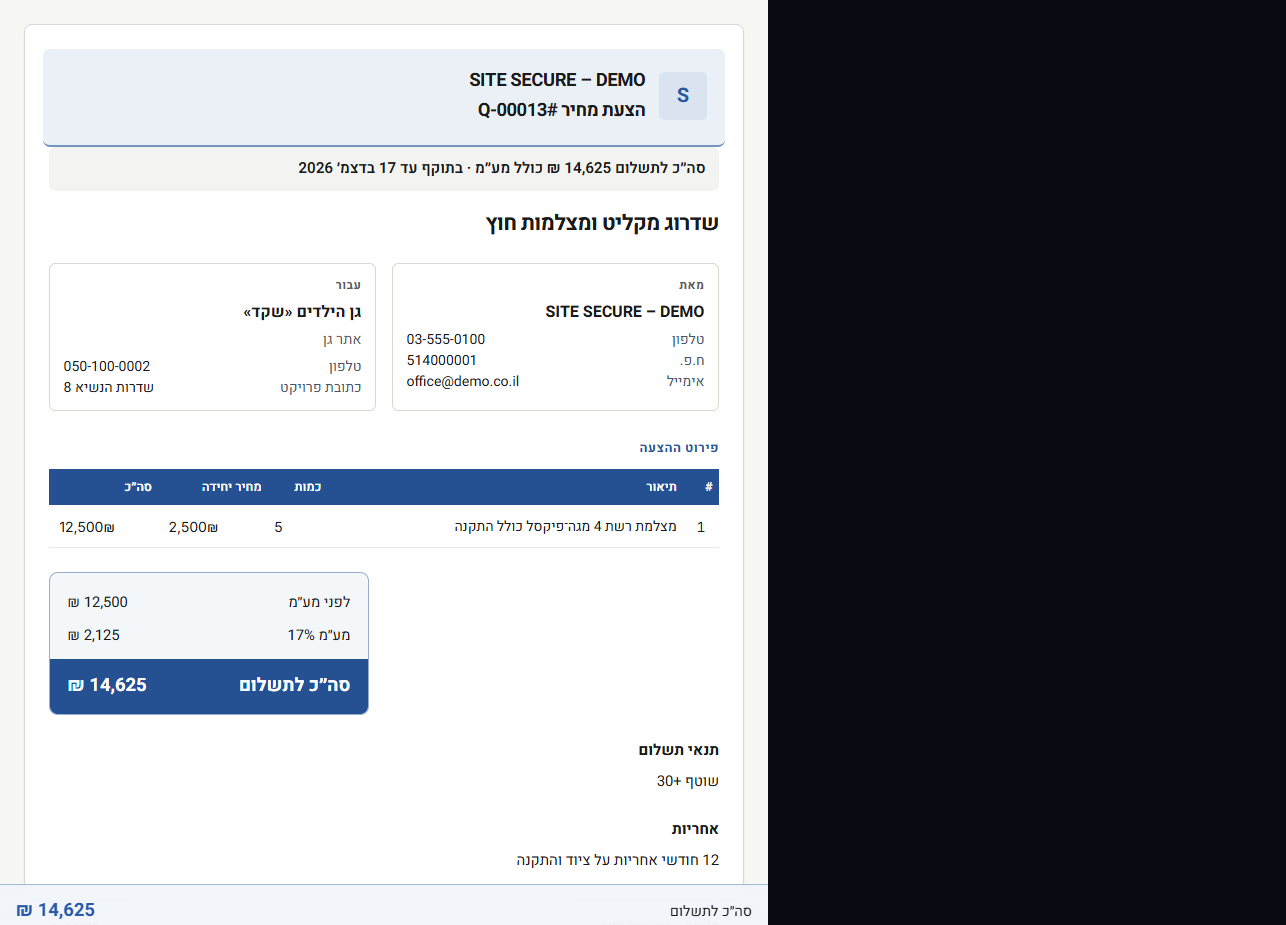 S
SITE SECURE – DEMO
הצעת מחיר #Q-00013
סה״כ לתשלום 14,625 ₪ כולל מע״מ · בתוקף עד 17 בדצמ׳ 2026
שדרוג מקליט ומצלמות חוץ
מאת
SITE SECURE – DEMO
טלפון 03-555-0100
ח.פ. 514000001
אימייל office@demo.co.il
עבור
גן הילדים «שקד»
אתר גן
טלפון 050-100-0002
כתובת פרויקט שדרות הנשיא 8
פירוט ההצעה
# תיאור כמות מחיר יחידה סה״כ
1 מצלמת רשת 4 מגה־פיקסל כולל התקנה 5 2,500₪ 12,500₪
לפני מע״מ 12,500 ₪
מע״מ 17% 2,125 ₪
סה״כ לתשלום 14,625 ₪
תנאי תשלום
שוטף +30
אחריות
12 חודשי אחריות על ציוד והתקנה
סה״כ לתשלום 14,625 ₪